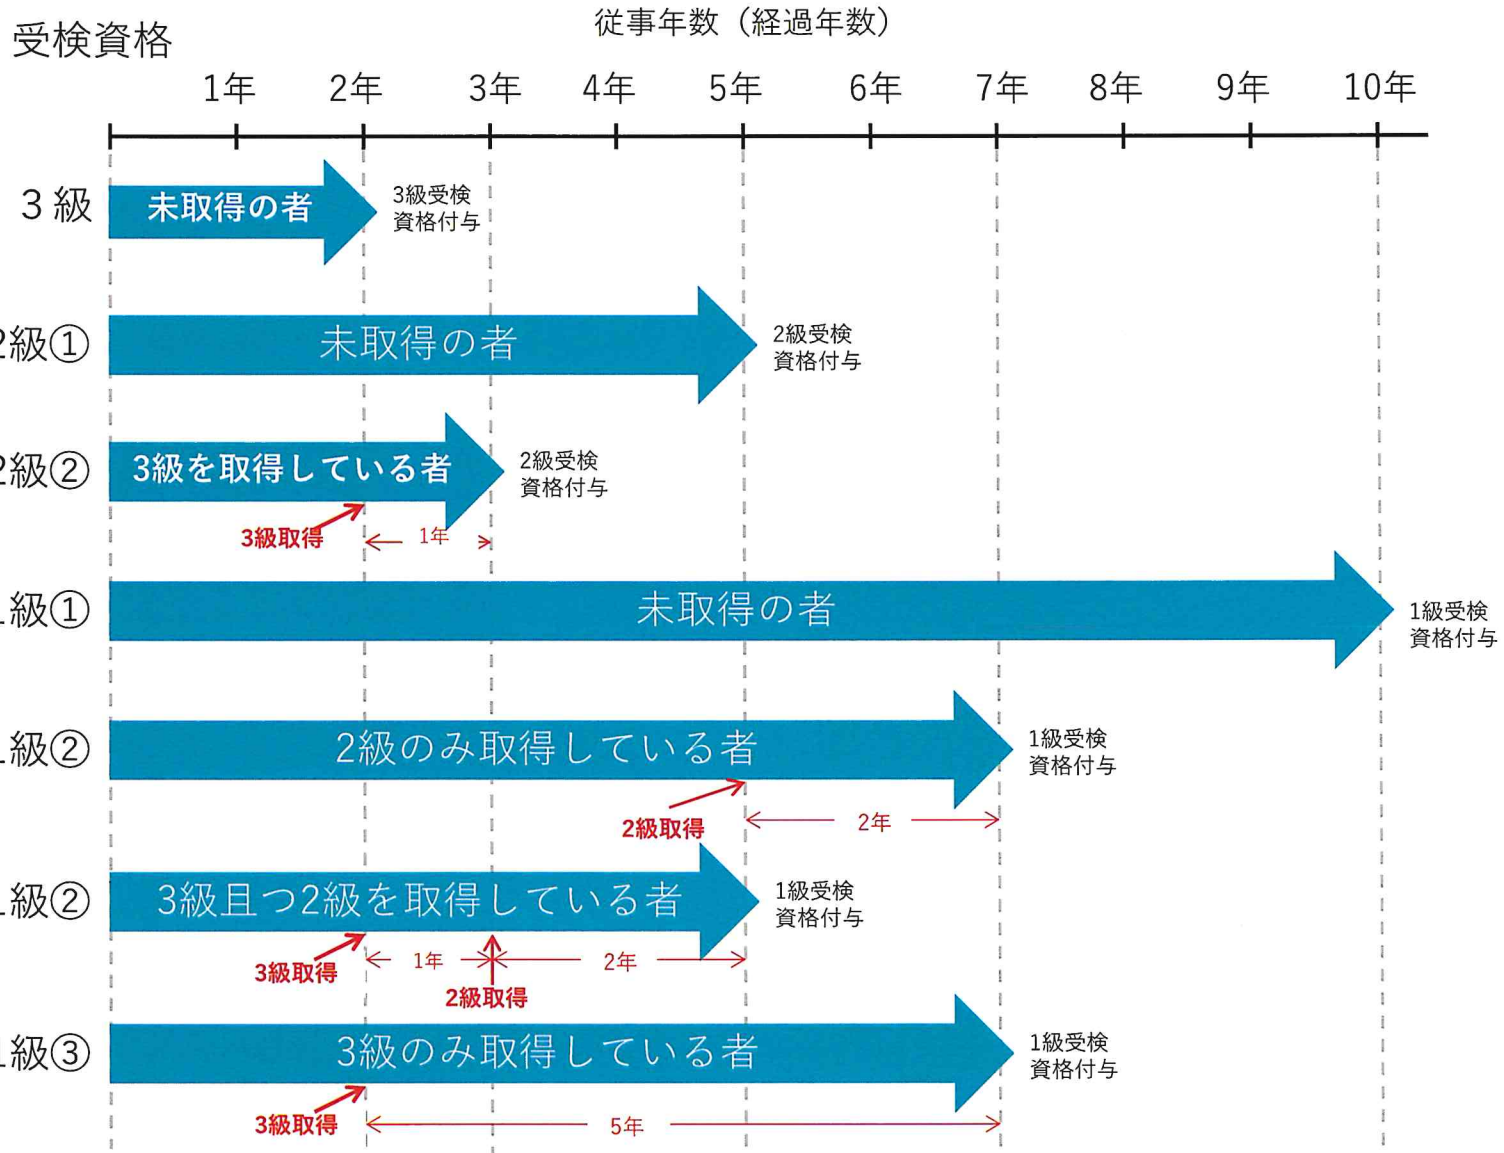 従事年数（経過年数）
受検資格
1年 2年 3年 4年 5年 6年 7年 8年 9年 10年
３級
未取得の者
3級受検
資格付与
2級①
未取得の者
2級受検
資格付与
2級②
3級を取得している者
2級受検
資格付与
3級取得
1年
1級①
未取得の者
1級受検
資格付与
1級②
2級のみ取得している者
1級受検
資格付与
2級取得
2年
1級②
3級且つ2級を取得している者
1級受検
資格付与
3級取得
1年
2級取得
2年
1級③
3級のみ取得している者
1級受検
資格付与
3級取得
5年